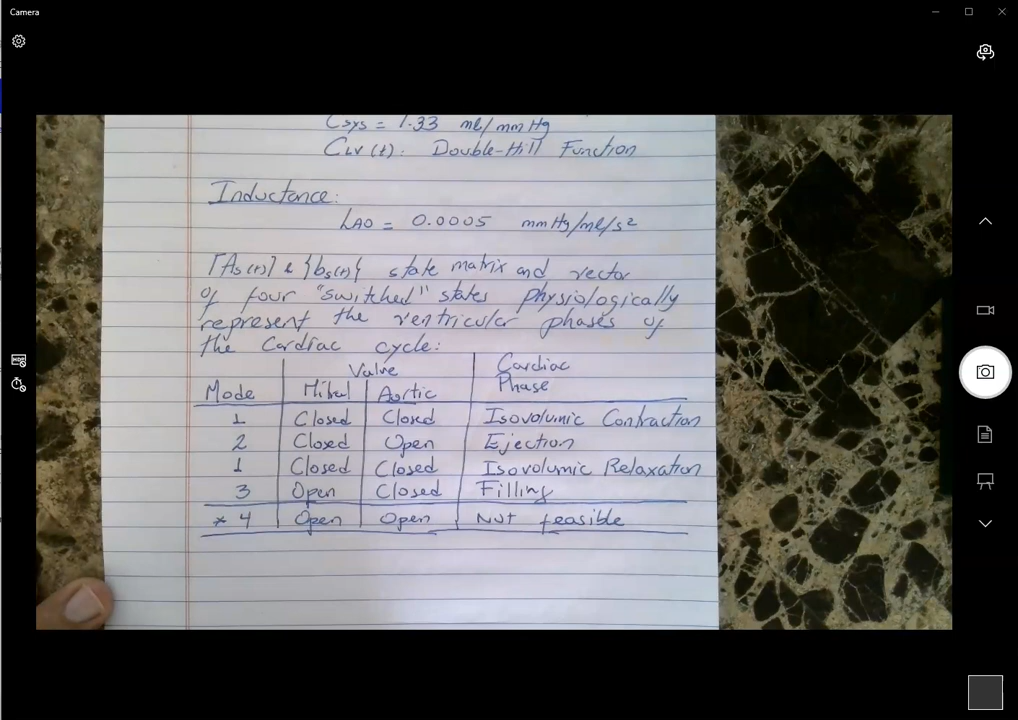 Camera
Csys = 1.33 ml/mmHg
CLV(t): Double-Hill Function
Inductance:
LAO = 0.0005 mmHg/ml/s²
[As(t)] & {bs(t)} state matrix and vector
of four "switched" states physiologically
represent the ventricular phases of
the Cardiac cycle:
Valve Cardiac
Mode Mitral Aortic Phase
1 Closed Closed Isovolumic Contraction
2 Closed Open Ejection
1 Closed Closed Isovolumic Relaxation
3 Open Closed Filling
* 4 Open Open Not feasible